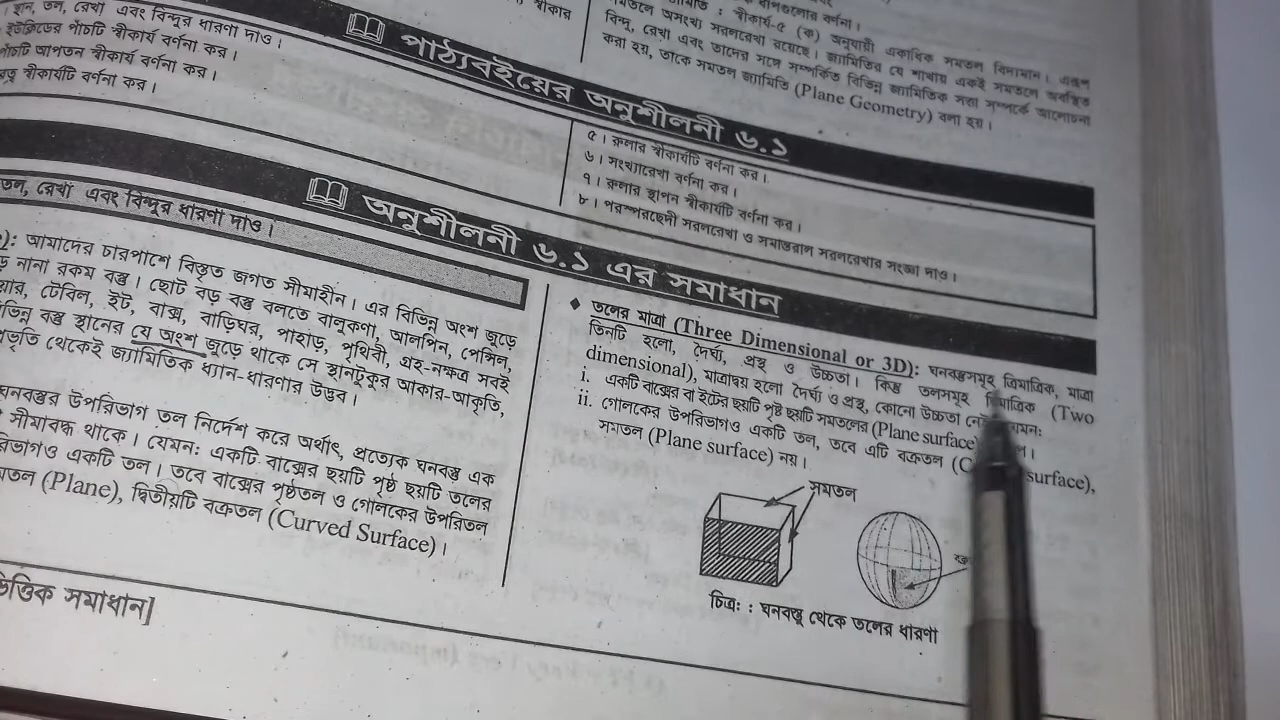 । স্থান, তল, রেখা এবং বিন্দুর ধারণা দাও।
ইউক্লিডের পাঁচটি স্বীকার্য বর্ণনা কর।
পাঁচটি আপতন স্বীকার্য বর্ণনা কর।
স্বীকার্যটি বর্ণনা কর।
স্বীকার্য
বর্ণনা।
স্বীকার্য-৫ (ক) অনুযায়ী একাধিক সমতল বিদ্যমান। এরূপ
সমতলে অসংখ্য সরলরেখা রয়েছে। জ্যামিতির যে শাখায় একই সমতলে অবস্থিত
বিন্দু, রেখা এবং তাদের সঙ্গে সম্পর্কিত বিভিন্ন জ্যামিতিক সত্তা সম্পর্কে আলোচনা
করা হয়, তাকে সমতল জ্যামিতি (Plane Geometry) বলা হয়।
পাঠ্যবইয়ের অনুশীলনী ৬.১
৫। রুলার স্বীকার্যটি বর্ণনা কর।
৬। সংখ্যারেখা বর্ণনা কর।
৭। রুলার স্থাপন স্বীকার্যটি বর্ণনা কর।
৮। পরস্পরছেদী সরলরেখা ও সমান্তরাল সরলরেখার সংজ্ঞা দাও।
অনুশীলনী ৬.১ এর সমাধান
তল, রেখা এবং বিন্দুর ধারণা দাও।
): আমাদের চারপাশে বিস্তৃত জগত সীমাহীন। এর বিভিন্ন অংশ জুড়ে
নানা রকম বস্তু। ছোট বড় বস্তু বলতে বালুকণা, আলপিন, পেন্সিল,
টেবিল, ইট, বাক্স, বাড়িঘর, পাহাড়, পৃথিবী, গ্রহ-নক্ষত্র সবই
বস্তু স্থানের যে অংশ জুড়ে থাকে সে স্থানটুকুর আকার-আকৃতি,
প্রভৃতি থেকেই জ্যামিতিক ধ্যান-ধারণার উদ্ভব।
ঘনবস্তুর উপরিভাগ তল নির্দেশ করে অর্থাৎ, প্রত্যেক ঘনবস্তু এক
সীমাবদ্ধ থাকে। যেমন: একটি বাক্সের ছয়টি পৃষ্ঠ ছয়টি তলের
একটি তল। তবে বাক্সের পৃষ্ঠতল ও গোলকের উপরিতল
(Plane), দ্বিতীয়টি বক্রতল (Curved Surface)।
♦ তলের মাত্রা (Three Dimensional or 3D): ঘনবস্তুসমূহ ত্রিমাত্রিক, মাত্রা
তিনটি হলো, দৈর্ঘ্য, প্রস্থ ও উচ্চতা। কিন্তু তলসমূহ দ্বিমাত্রিক (Two
dimensional), মাত্রাদ্বয় হলো দৈর্ঘ্য ও প্রস্থ, কোনো উচ্চতা
i. একটি বাক্সের বা ইটের ছয়টি পৃষ্ঠ ছয়টি সমতলের (Plane surface)
ii. গোলকের উপরিভাগও একটি তল, তবে এটি বক্রতল surface),
সমতল (Plane surface) নয়।
সমতল
চিত্র: : ঘনবস্তু থেকে তলের ধারণা
সমাধান]